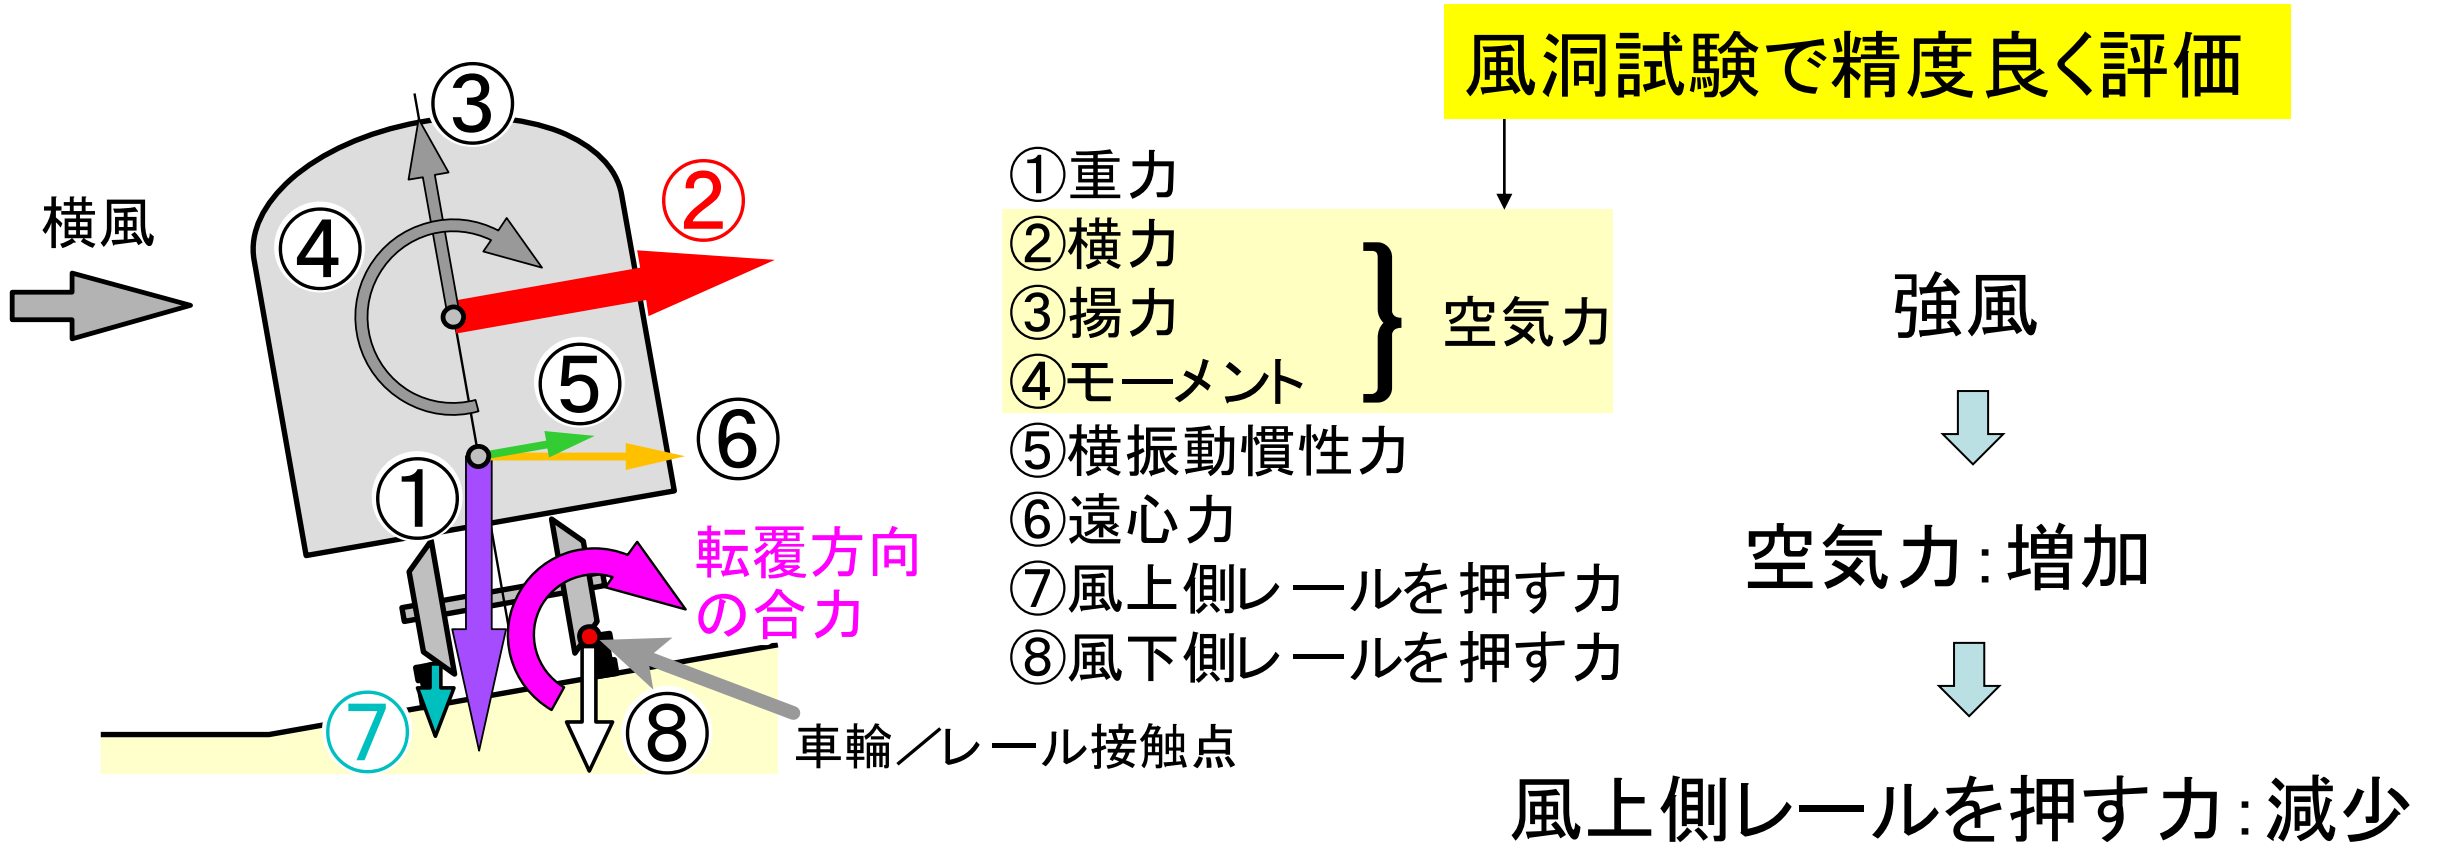 風洞試験で精度良く評価
③
②
横風
④
⑤
⑥
①
転覆方向
の合力
⑦
⑧
車輪／レール接触点
①重力
②横力
③揚力
④モーメント
} 空気力
⑤横振動慣性力
⑥遠心力
⑦風上側レールを押す力
⑧風下側レールを押す力
強風
空気力：増加
風上側レールを押す力：減少